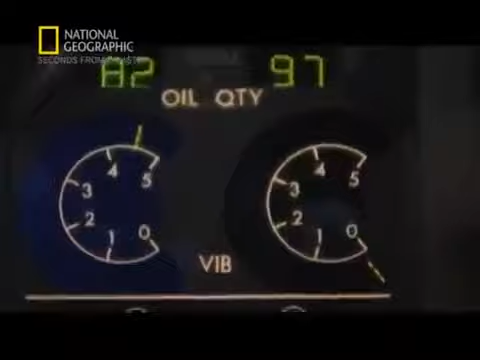 NATIONAL
GEOGRAPHIC
SECONDS FROM DISASTER
82 97
OIL QTY
4 4
3 5 3 5
2 0 2 0
1 1
VIB